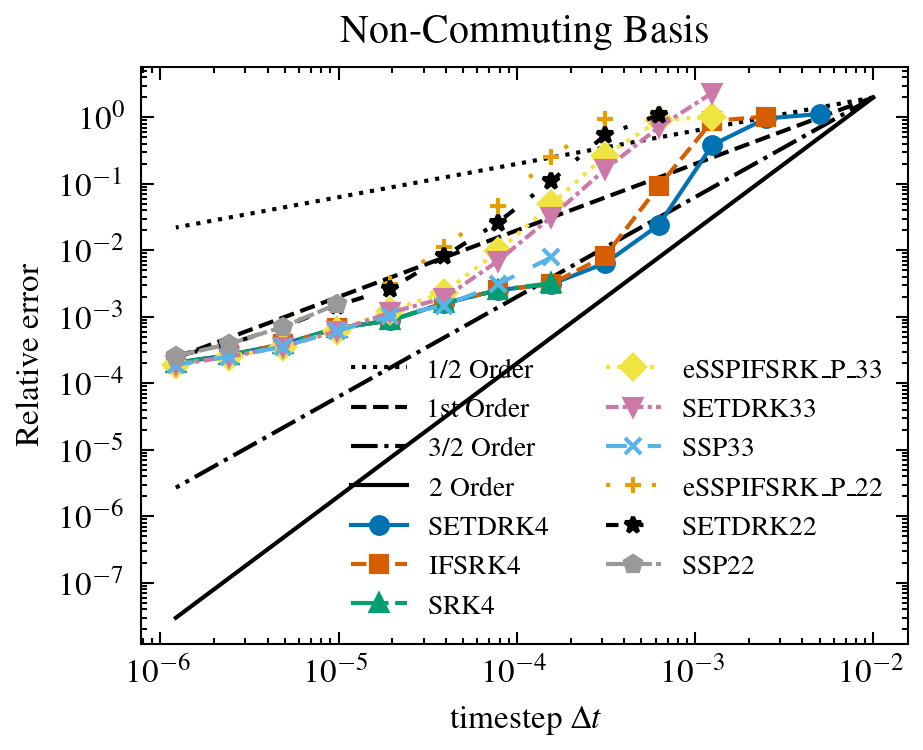 Non-Commuting Basis
Relative error
10⁰
10⁻¹
10⁻²
10⁻³
10⁻⁴
10⁻⁵
10⁻⁶
10⁻⁷
1/2 Order
1st Order
3/2 Order
2 Order
SETDRK4
IFSRK4
SRK4
eSSPIFSRK_P_33
SETDRK33
SSP33
eSSPIFSRK_P_22
SETDRK22
SSP22
10⁻⁶ 10⁻⁵ 10⁻⁴ 10⁻³ 10⁻²
timestep Δt